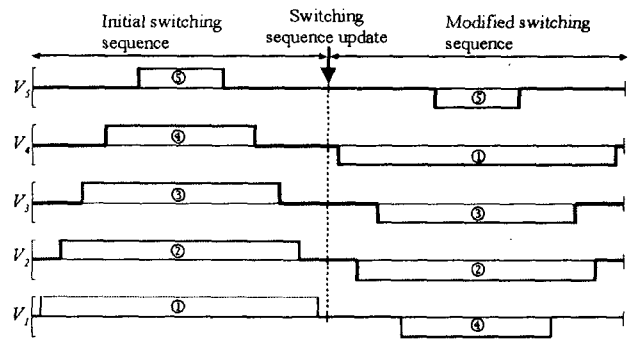 Initial switching sequence
Switching sequence update
Modified switching sequence
V5 ⑤ ⑤
V4 ④ ①
V3 ③ ③
V2 ② ②
V1 ① ④